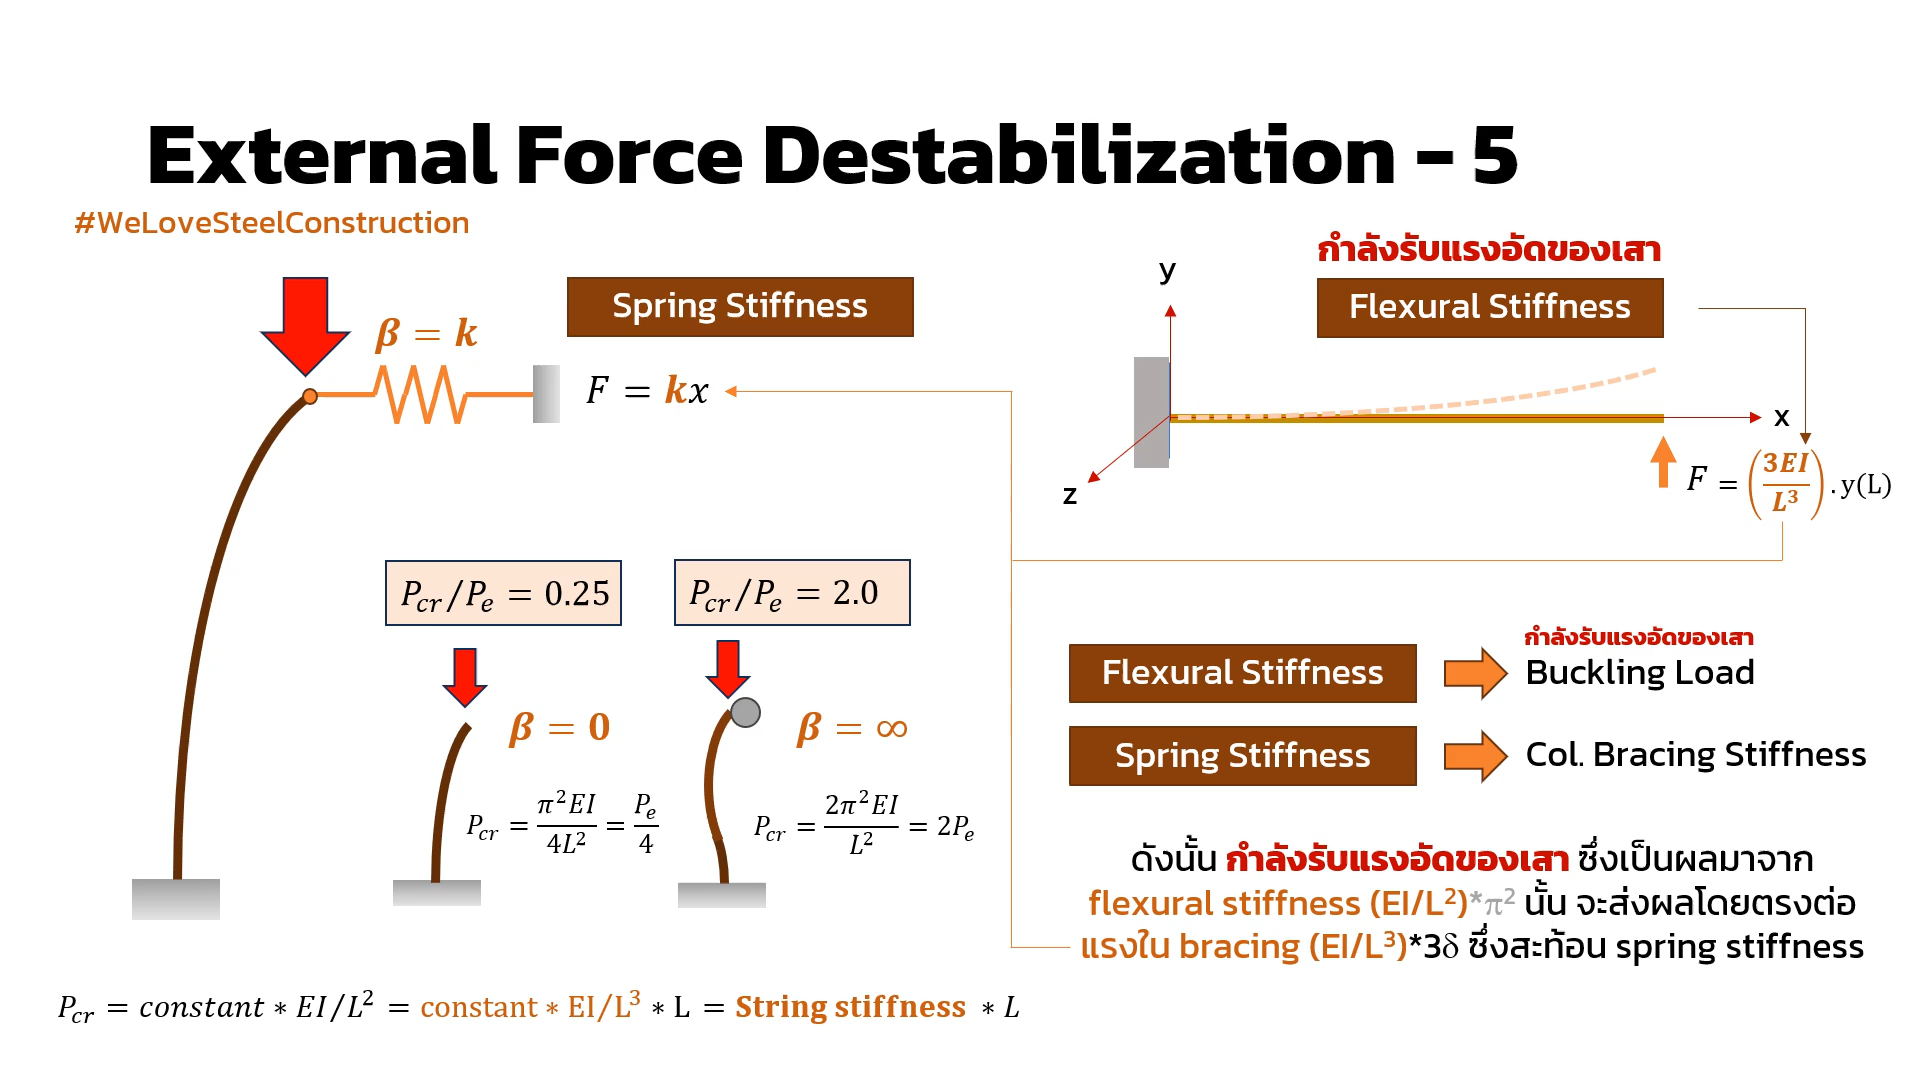 External Force Destabilization - 5
#WeLoveSteelConstruction
β = k
Spring Stiffness
F = kx
กำลังรับแรงอัดของเสา
Flexural Stiffness
y
x
z
F = (3EI/L³) . y(L)
P_cr/P_e = 0.25
P_cr/P_e = 2.0
β = 0
β = ∞
P_cr = π²EI/4L² = P_e/4
P_cr = 2π²EI/L² = 2P_e
กำลังรับแรงอัดของเสา
Flexural Stiffness
Buckling Load
Spring Stiffness
Col. Bracing Stiffness
ดังนั้น กำลังรับแรงอัดของเสา ซึ่งเป็นผลมาจาก
flexural stiffness (EI/L²)*π² นั้น จะส่งผลโดยตรงต่อ
แรงใน bracing (EI/L³)*3δ ซึ่งสะท้อน spring stiffness
P_cr = constant * EI/L² = constant * EI/L³ * L = String stiffness * L